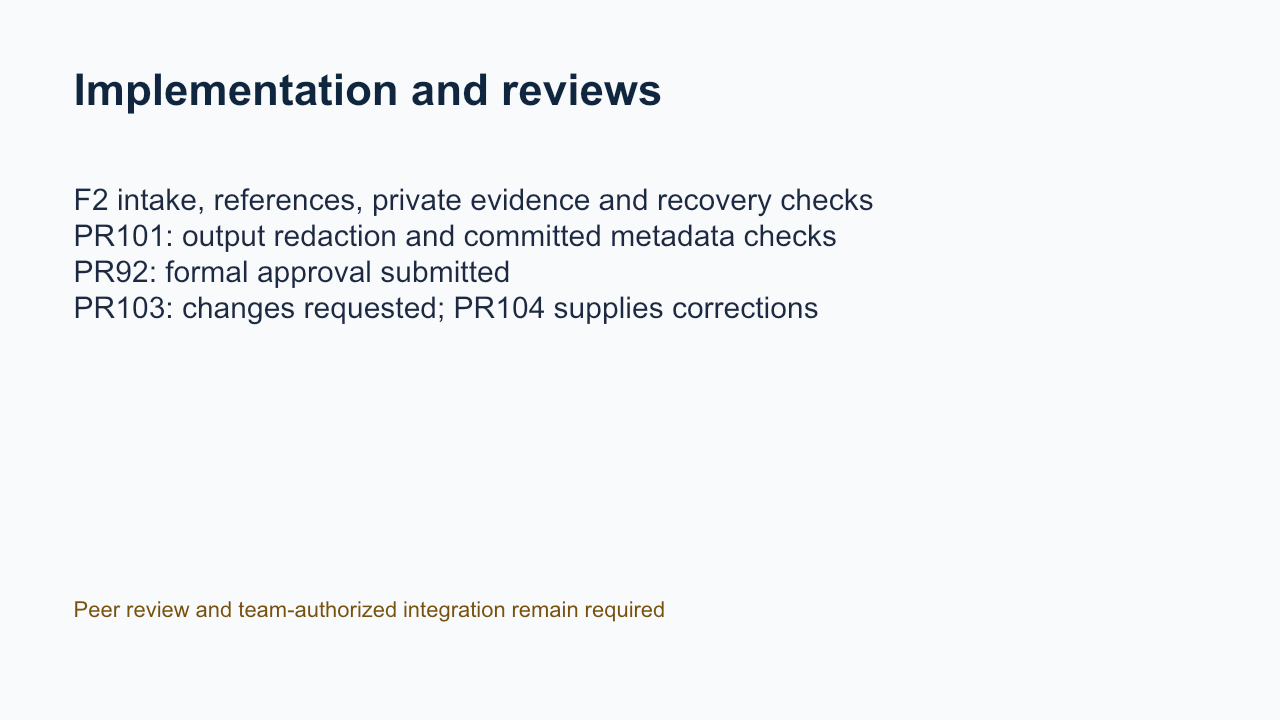 Implementation and reviews
F2 intake, references, private evidence and recovery checks
PR101: output redaction and committed metadata checks
PR92: formal approval submitted
PR103: changes requested; PR104 supplies corrections
Peer review and team-authorized integration remain required